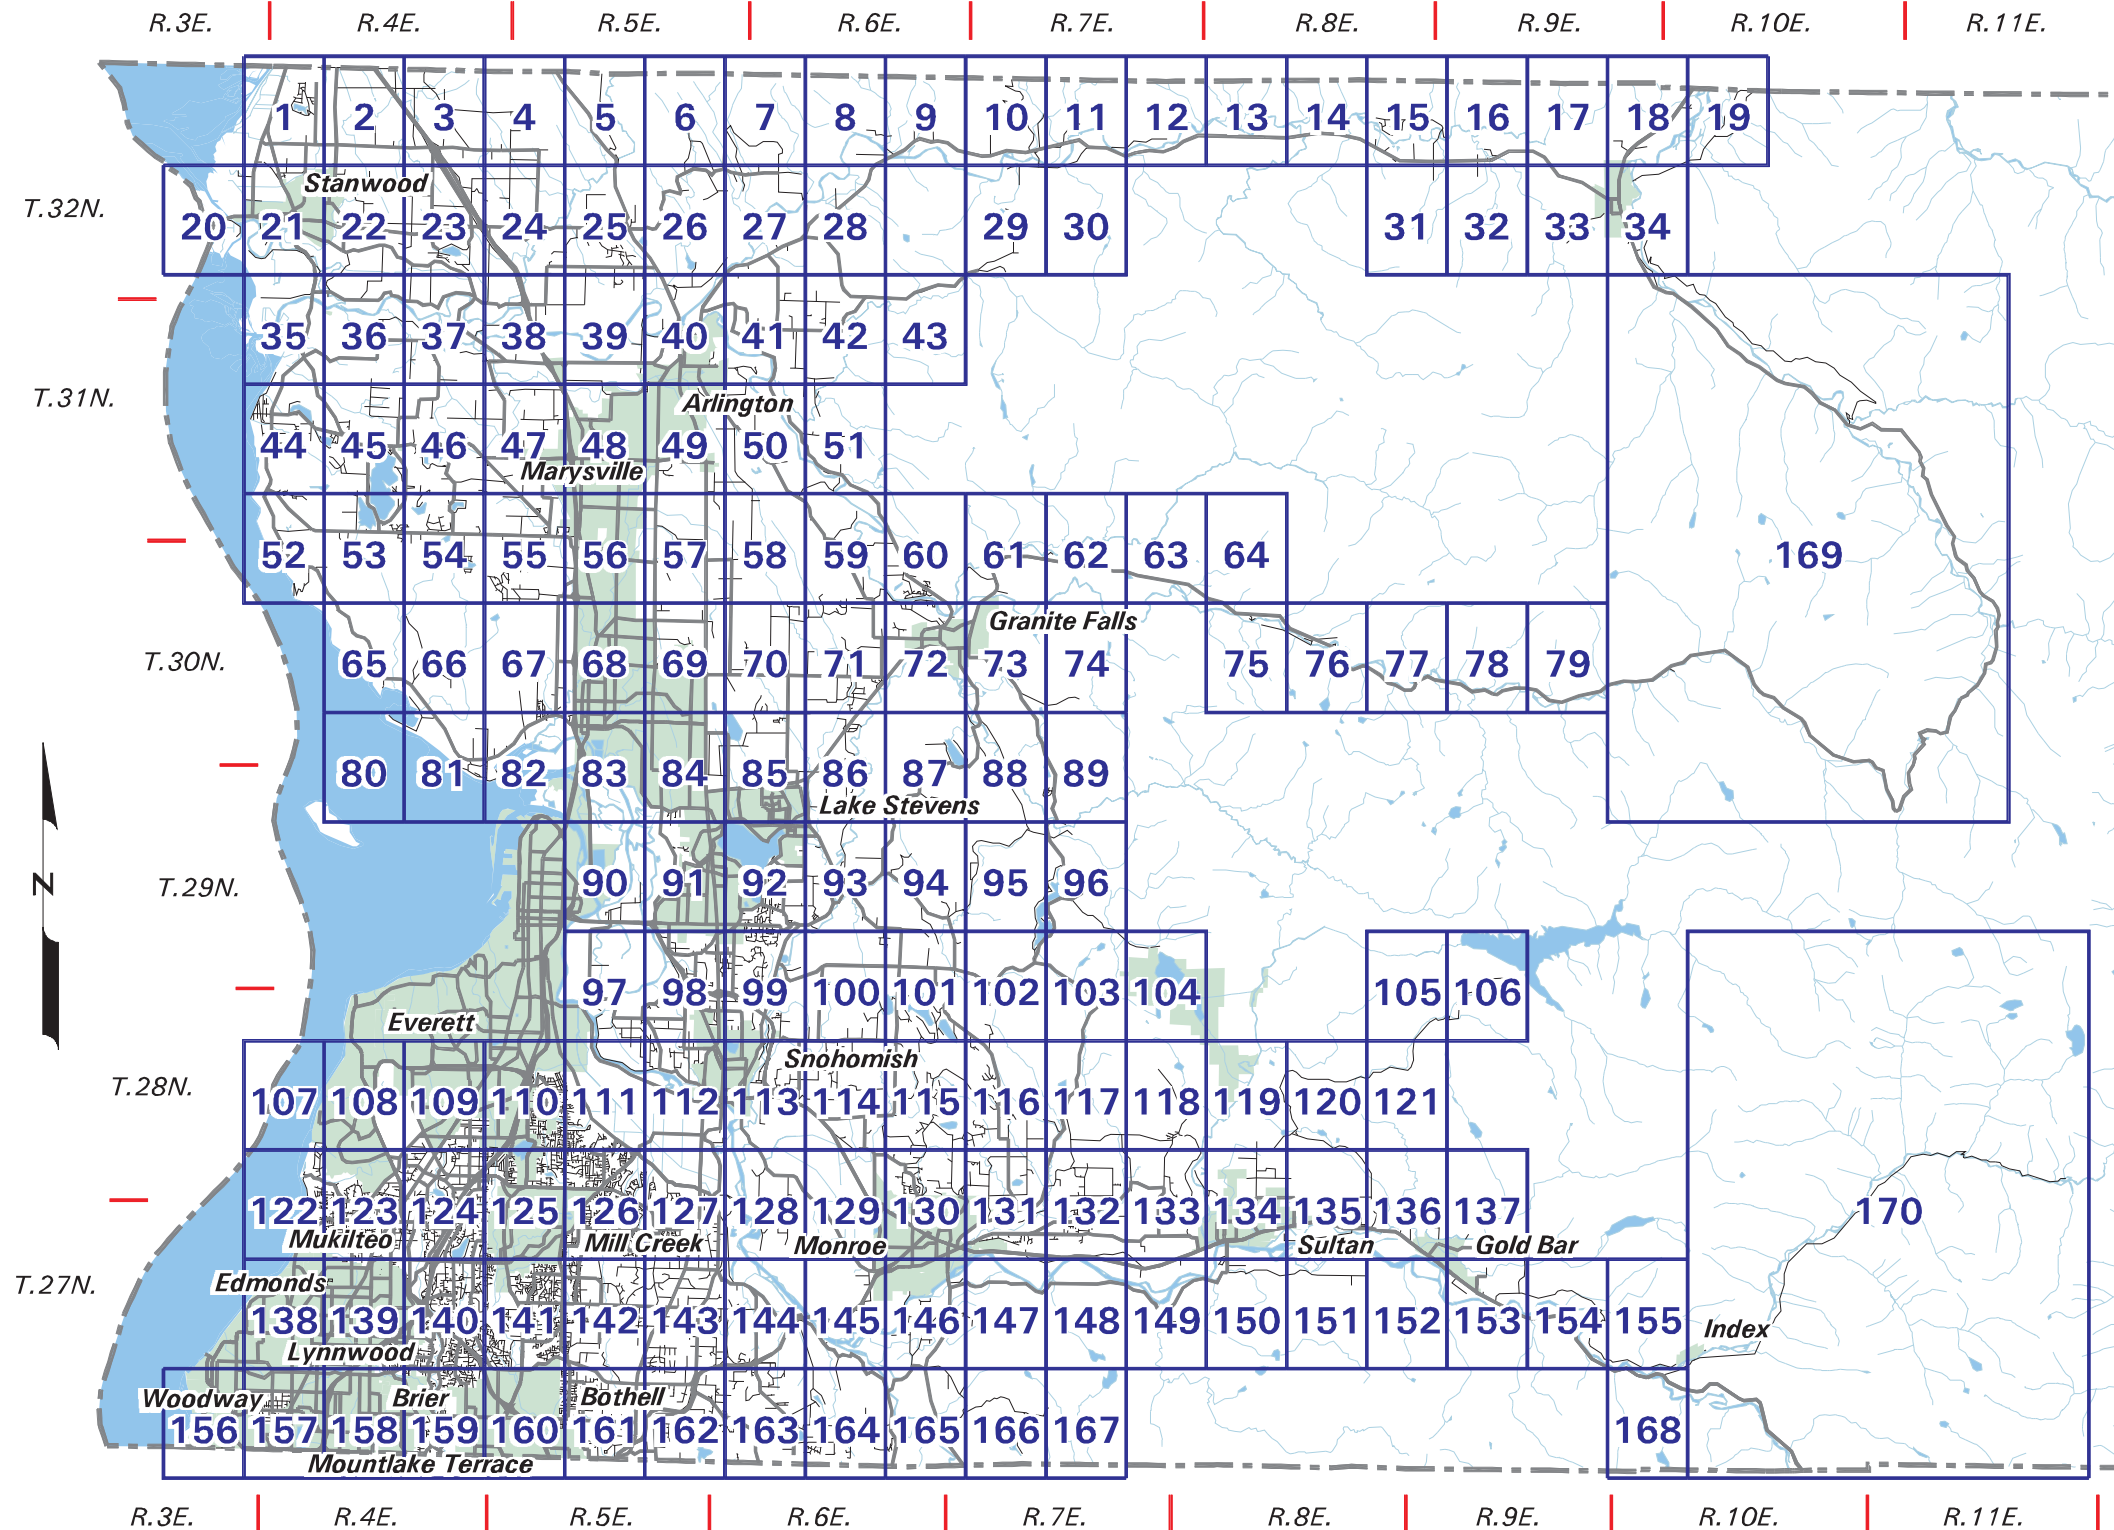 R.3E. R.4E. R.5E. R.6E. R.7E. R.8E. R.9E. R.10E. R.11E.
1 2 3 4 5 6 7 8 9 10 11 12 13 14 15 16 17 18 19
Stanwood
T.32N. 20 21 22 23 24 25 26 27 28 29 30 31 32 33 34
35 36 37 38 39 40 41 42 43
T.31N. Arlington
44 45 46 47 48 49 50 51
Marysville
52 53 54 55 56 57 58 59 60 61 62 63 64 169
Granite Falls
T.30N. 65 66 67 68 69 70 71 72 73 74 75 76 77 78 79
80 81 82 83 84 85 86 87 88 89
Lake Stevens
N T.29N. 90 91 92 93 94 95 96
97 98 99 100 101 102 103 104 105 106
Everett
Snohomish
T.28N. 107 108 109 110 111 112 113 114 115 116 117 118 119 120 121
122 123 124 125 126 127 128 129 130 131 132 133 134 135 136 137 170
Mukilteo Mill Creek Monroe Sultan Gold Bar
T.27N. Edmonds
138 139 140 141 142 143 144 145 146 147 148 149 150 151 152 153 154 155 Index
Lynnwood
Woodway Brier Bothell
156 157 158 159 160 161 162 163 164 165 166 167 168
Mountlake Terrace
R.3E. R.4E. R.5E. R.6E. R.7E. R.8E. R.9E. R.10E. R.11E.